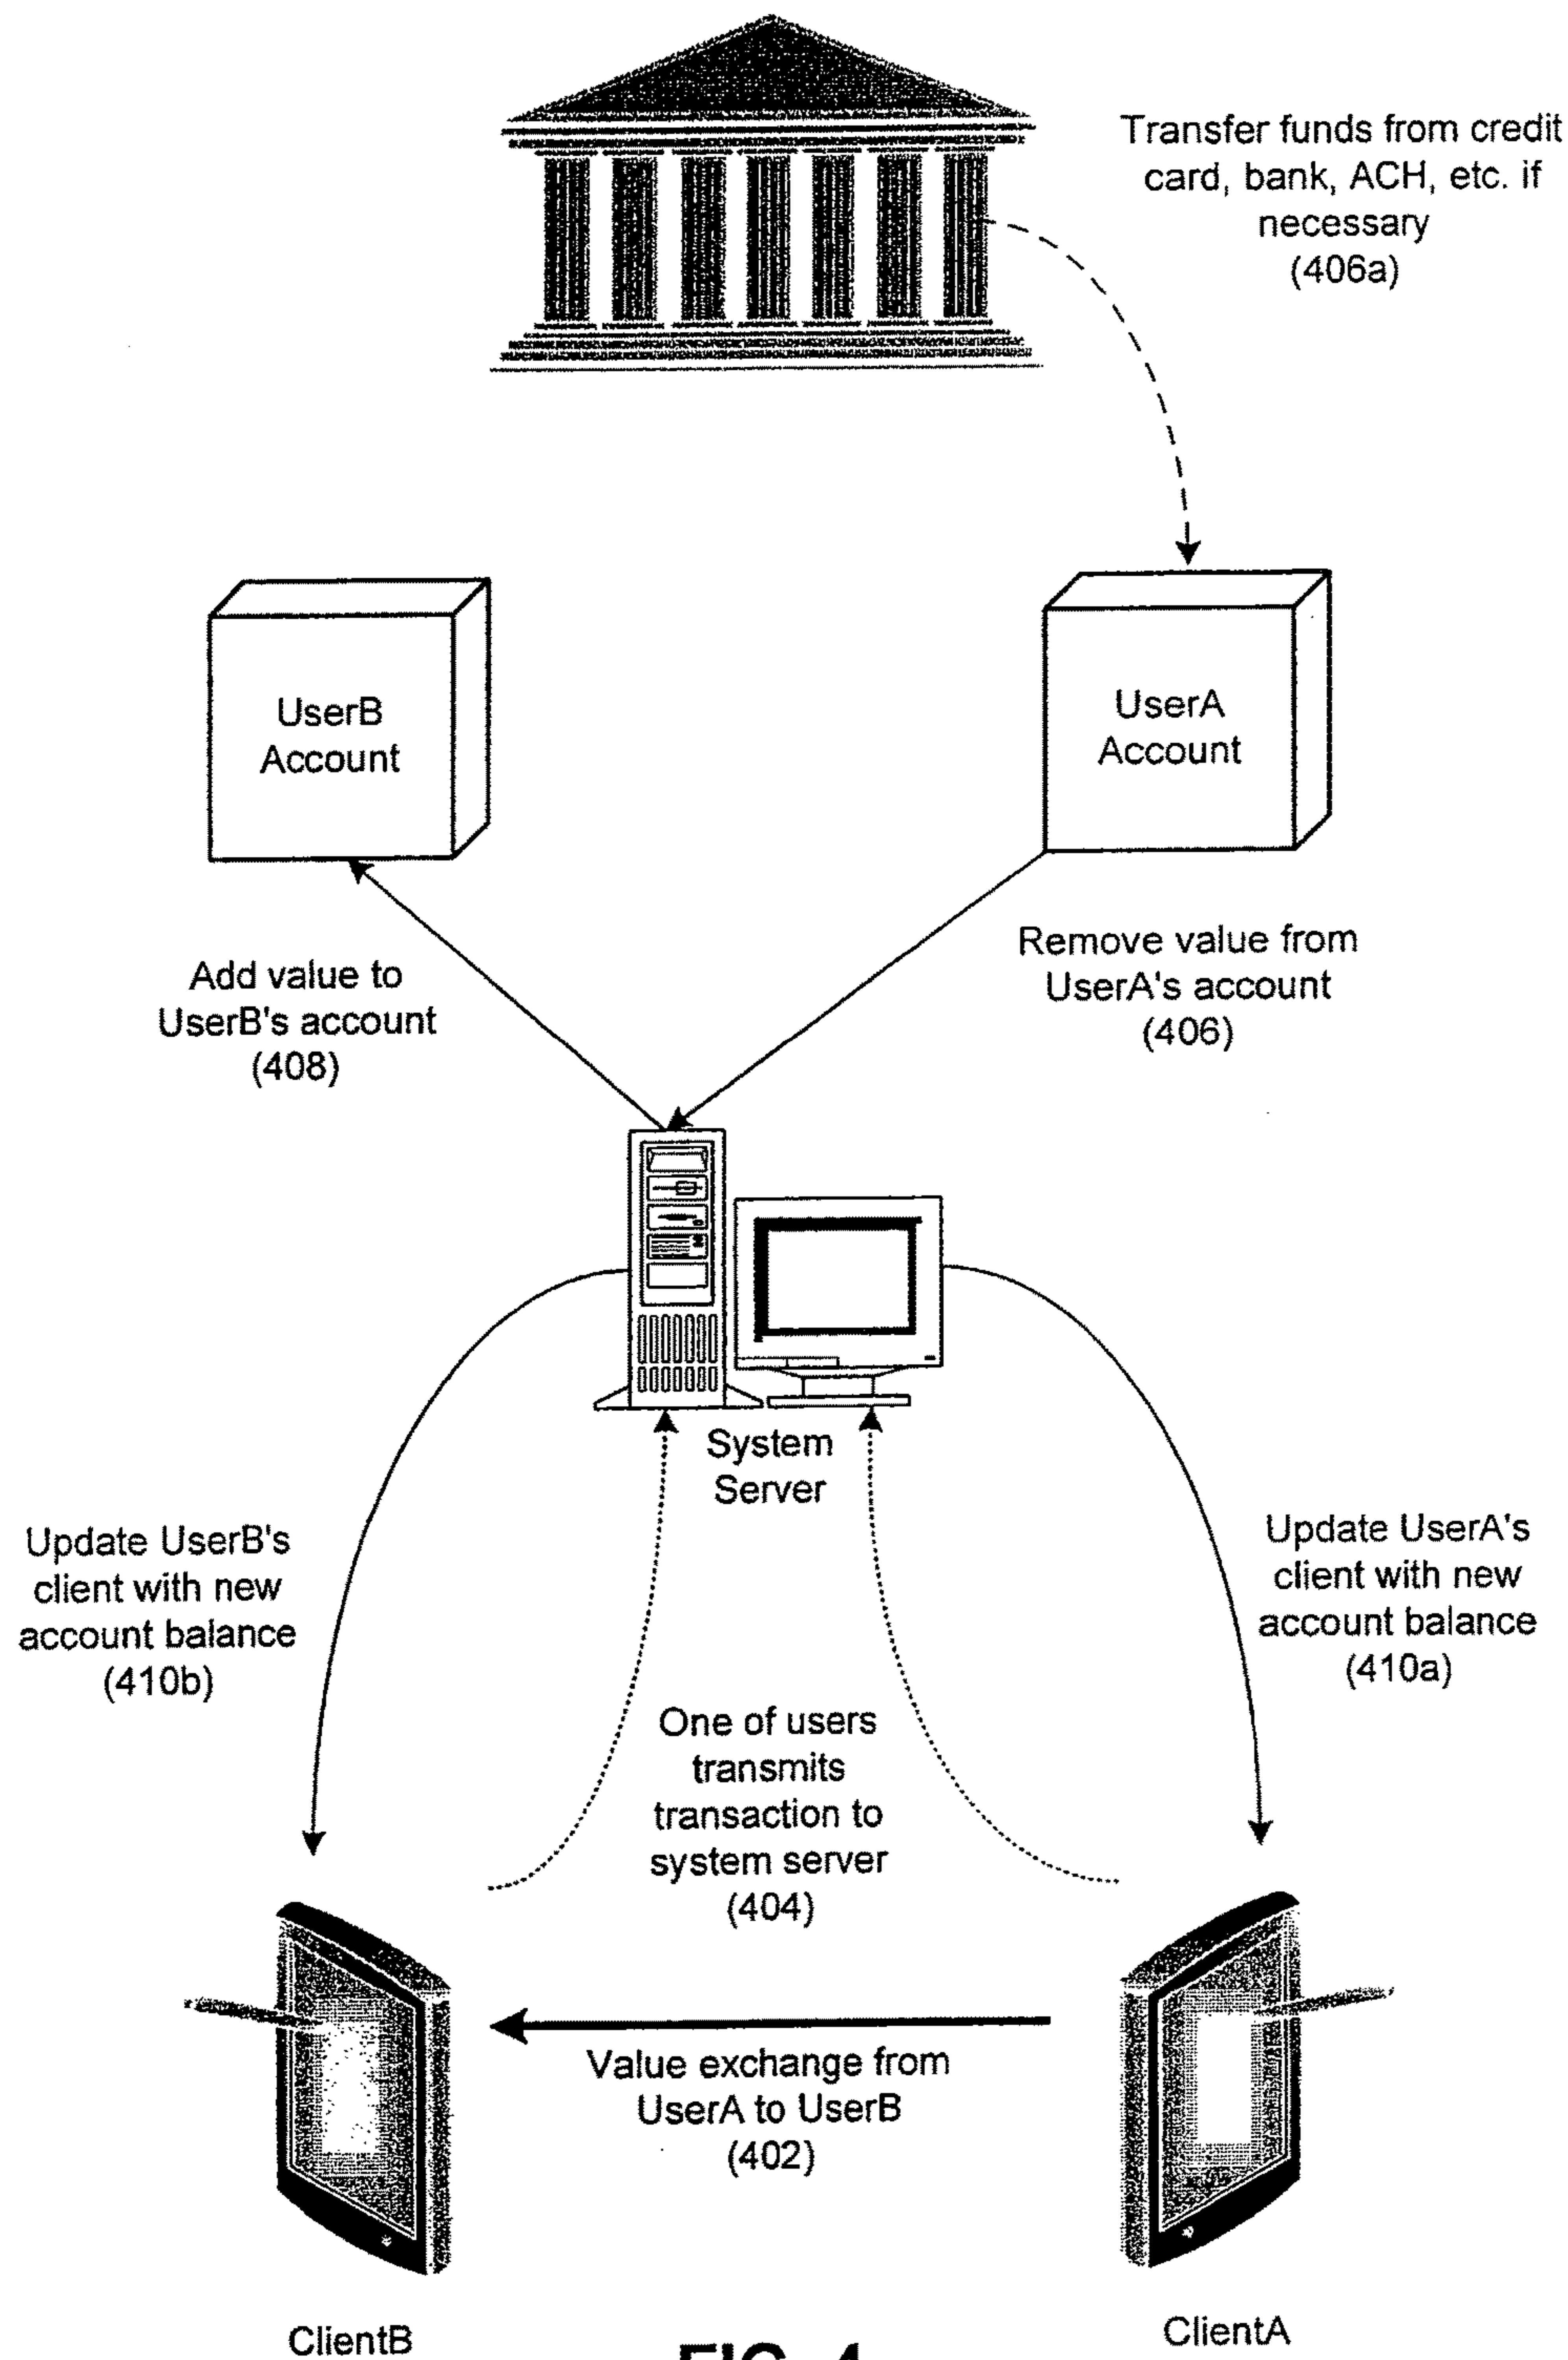 Transfer funds from credit
card, bank, ACH, etc. if
necessary
(406a)
UserB
Account
UserA
Account
Add value to
UserB's account
(408)
Remove value from
UserA's account
(406)
System
Server
Update UserB's
client with new
account balance
(410b)
Update UserA's
client with new
account balance
(410a)
One of users
transmits
transaction to
system server
(404)
Value exchange from
UserA to UserB
(402)
ClientB
ClientA
FIG. 4